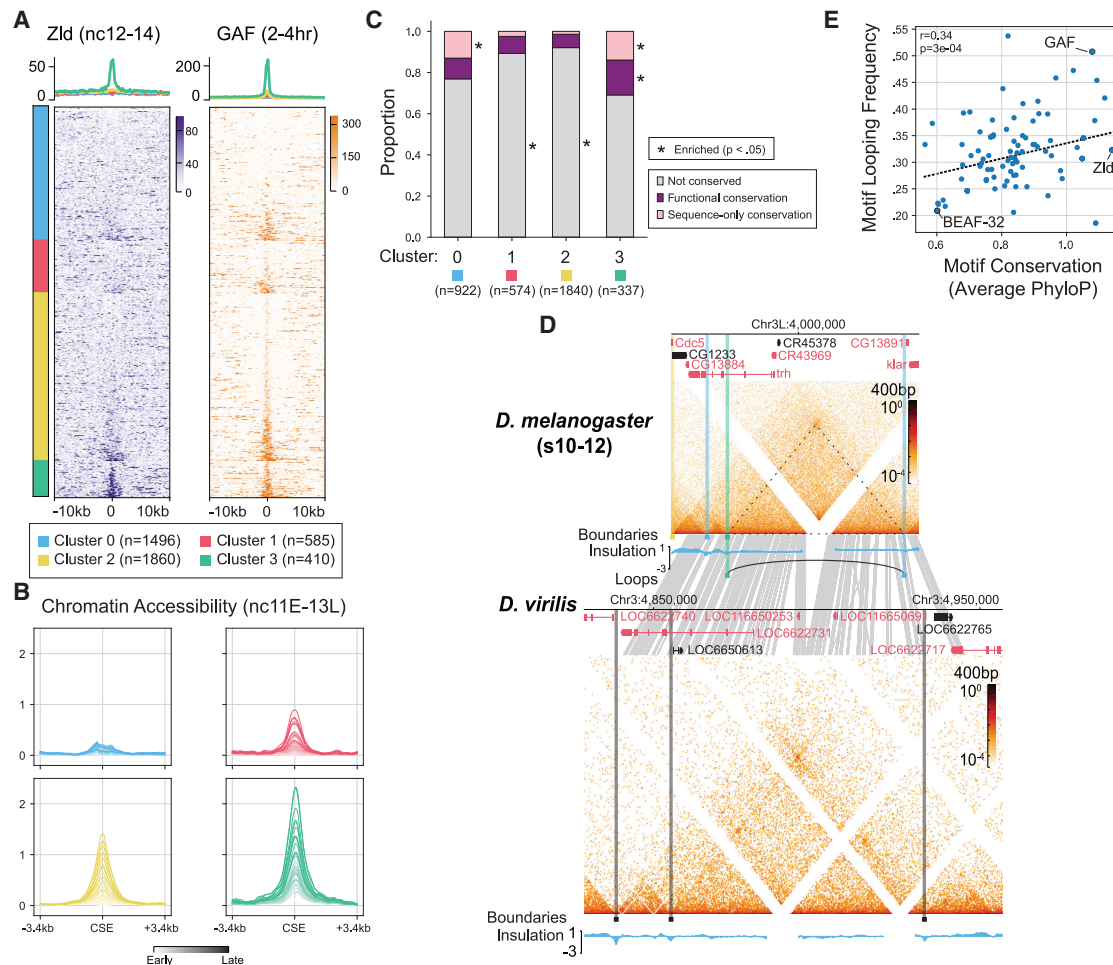 A
Zld (nc12-14)
GAF (2-4hr)
50
0
200
0
80
60
40
20
0
300
150
0
-10kb
0
10kb
-10kb
0
10kb
Cluster 0 (n=1496)
Cluster 1 (n=585)
Cluster 2 (n=1860)
Cluster 3 (n=410)
B
Chromatin Accessibility (nc11E-13L)
2
1
0
2
1
0
-3.4kb
CSE
+3.4kb
-3.4kb
CSE
+3.4kb
Early
Late
C
Proportion
1.0
0.8
0.6
0.4
0.2
0.0
*
*
*
*
*
Cluster:
0
1
2
3
(n=922)
(n=574)
(n=1840)
(n=337)
* Enriched (p < .05)
Not conserved
Functional conservation
Sequence-only conservation
D
Chr3L:4,000,000
Cdc5
CR45378
CG13891
CG1233
CR43969
CG13884
klar
trh
D. melanogaster
(s10-12)
400bp
10⁰
10⁻⁴
Boundaries
Insulation
1
-3
Loops
D. virilis
Chr3:4,850,000
Chr3:4,950,000
LOC6622740
LOC116650253
LOC11665069
LOC6622731
LOC6622765
LOC6650613
LOC6622717
400bp
10⁰
10⁻⁴
Boundaries
Insulation
1
-3
E
Motif Looping Frequency
.55
.50
.45
.40
.35
.30
.25
.20
r=0.34
p=3e-04
GAF
Zld
BEAF-32
0.6
0.8
1.0
Motif Conservation
(Average PhyloP)